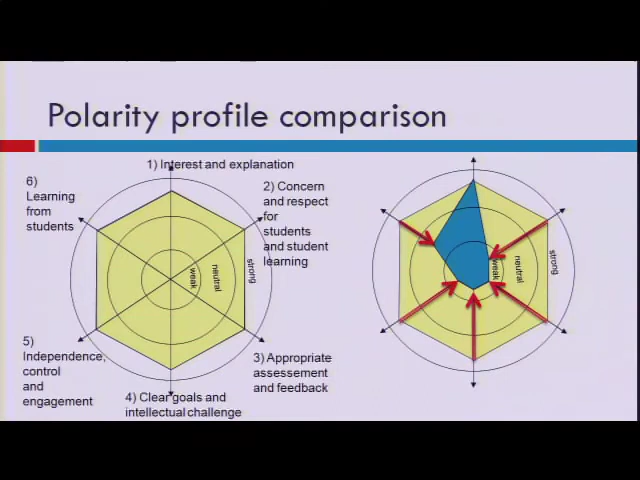 Polarity profile comparison
1) Interest and explanation
6)
Learning
from
students
2) Concern
and respect
for
students
and student
learning
weak
neutral
strong
5)
Independence,
control
and
engagement
3) Appropriate
assessment
and feedback
4) Clear goals and
intellectual challenge
weak
neutral
strong